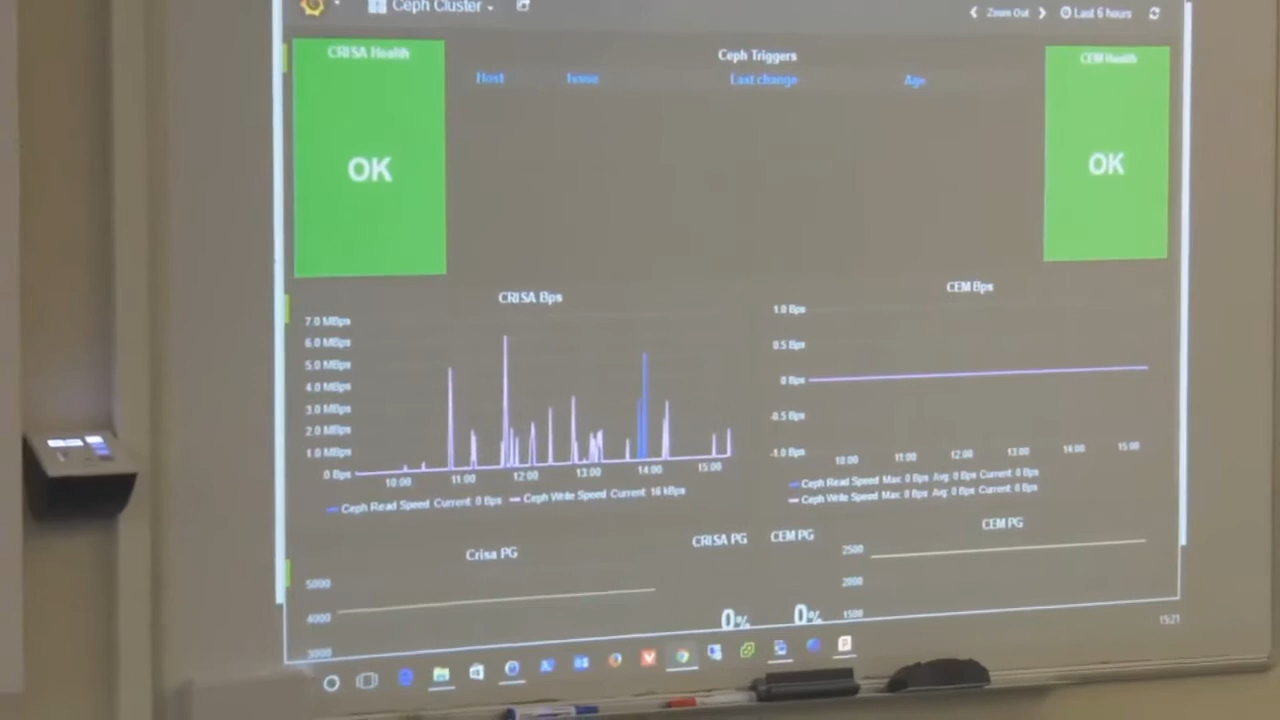 Ceph Cluster
Zoom Out Last 6 hours
CRISA Health
OK
Ceph Triggers
Host Issue Last change Age
CEM Health
OK
CRISA Bps
7.0 MBps
6.0 MBps
5.0 MBps
4.0 MBps
3.0 MBps
2.0 MBps
1.0 MBps
0 Bps
10:00 11:00 12:00 13:00 14:00 15:00
Ceph Read Speed Current: 0 Bps Ceph Write Speed Current: 16 kBps
CEM Bps
1.0 Bps
0.5 Bps
0 Bps
-0.5 Bps
-1.0 Bps
10:00 11:00 12:00 13:00 14:00 15:00
Ceph Read Speed Max: 0 Bps Avg: 0 Bps Current: 0 Bps
Ceph Write Speed Max: 0 Bps Avg: 0 Bps Current: 0 Bps
Crisa PG
5000
4000
3000
CRISA PG
0%
CEM PG
0%
CEM PG
2500
2000
1500
15:21